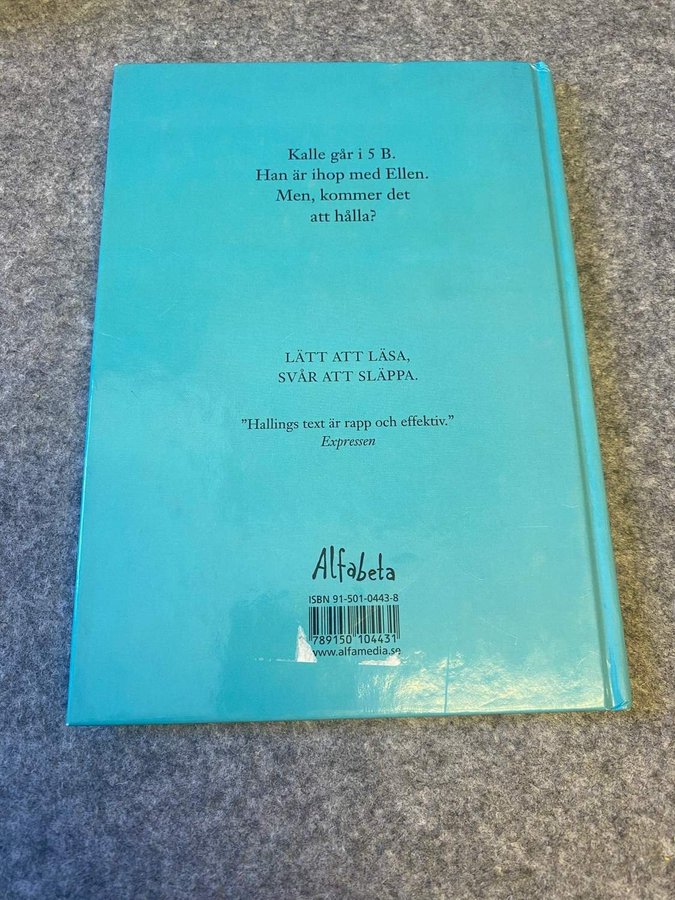 Kalle går i 5 B.
Han är ihop med Ellen.
Men, kommer det
att hålla?
LÄTT ATT LÄSA,
SVÅR ATT SLÄPPA.
”Hallings text är rapp och effektiv.”
Expressen
Alfabeta
ISBN 91-501-0443-8
789150 104431
www.alfamedia.se